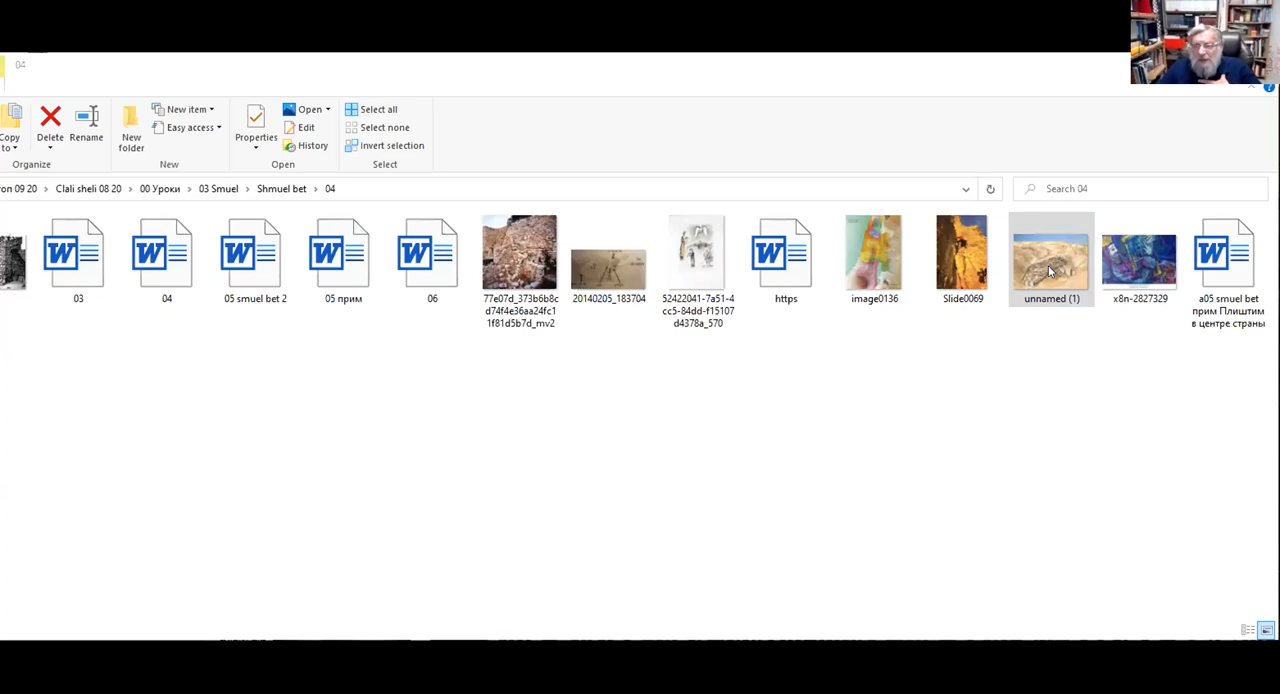 04
Copy
to
Delete
Rename
Organize
New
folder
New item
Easy access
New
Properties
Open
Edit
History
Open
Select all
Select none
Invert selection
Select
Clali sheli 08 20 > 00 Уроки > 03 Smuel > Shmuel bet > 04
Search 04
03
04
05 smuel bet 2
05 прим
06
77e07d_373b6b8c
d74f4e36aa24fc1
1f81d5b7d_mv2
20140205_183704
52422041-7a51-4
cc5-84dd-f15107
d4378a_570
https
image0136
Slide0069
unnamed (1)
x8n-2827329
a05 smuel bet
прим Плиштим
в центре страны